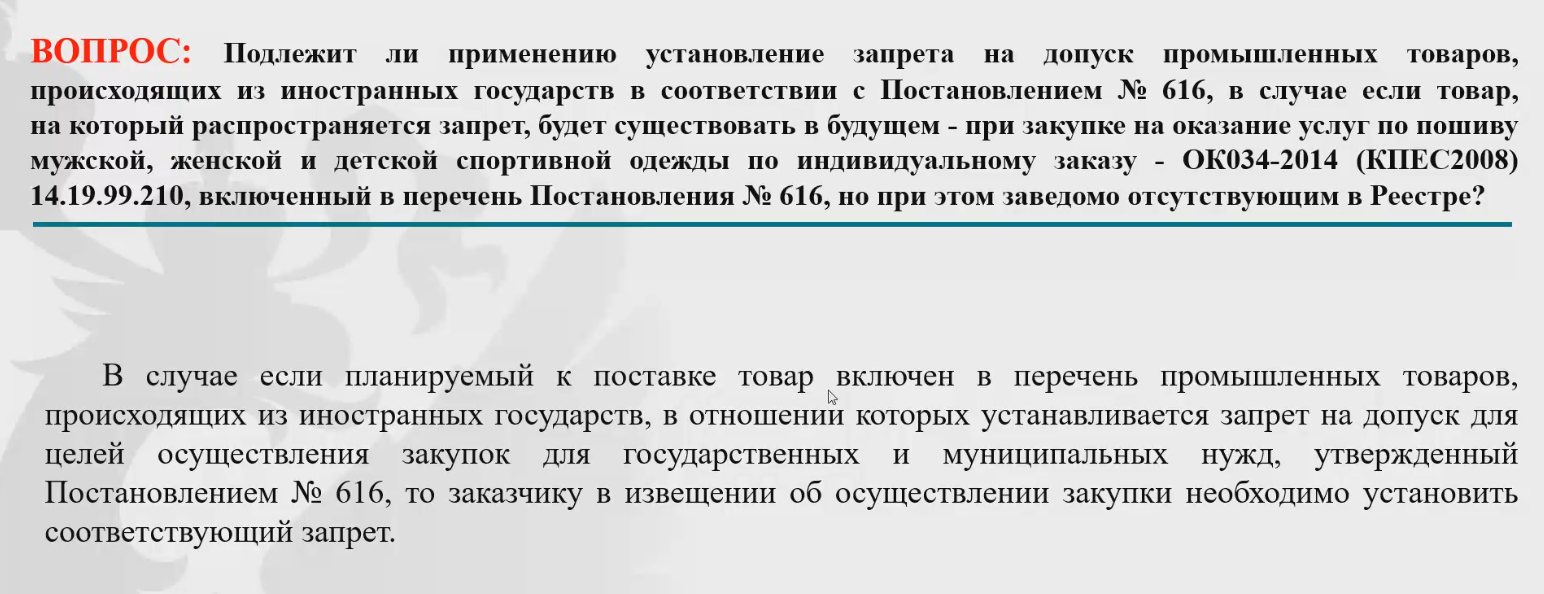 ВОПРОС: Подлежит ли применению установление запрета на допуск промышленных товаров,
происходящих из иностранных государств в соответствии с Постановлением № 616, в случае если товар,
на который распространяется запрет, будет существовать в будущем - при закупке на оказание услуг по пошиву
мужской, женской и детской спортивной одежды по индивидуальному заказу - ОК034-2014 (КПЕС2008)
14.19.99.210, включенный в перечень Постановления № 616, но при этом заведомо отсутствующим в Реестре?
В случае если планируемый к поставке товар включен в перечень промышленных товаров,
происходящих из иностранных государств, в отношении которых устанавливается запрет на допуск для
целей осуществления закупок для государственных и муниципальных нужд, утвержденный
Постановлением № 616, то заказчику в извещении об осуществлении закупки необходимо установить
соответствующий запрет.